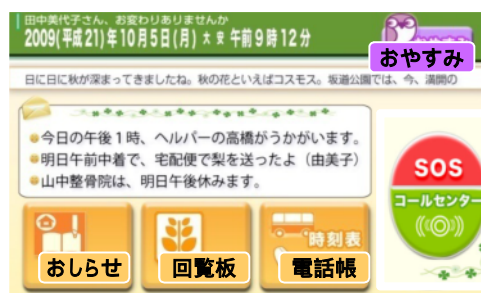 田中美代子さん、お変わりありませんか
2009(平成21)年10月5日(月) 大安 午前9時12分
おやすみ
日に日に秋が深まってきましたね。秋の花といえばコスモス。坂道公園では、今、満開の
今日の午後1時、ヘルパーの高橋がうかがいます。
明日午前中着で、宅配便で梨を送ったよ（由美子）
山中整骨院は、明日午後休みます。
SOS
コールセンター
時刻表
おしらせ
回覧板
電話帳